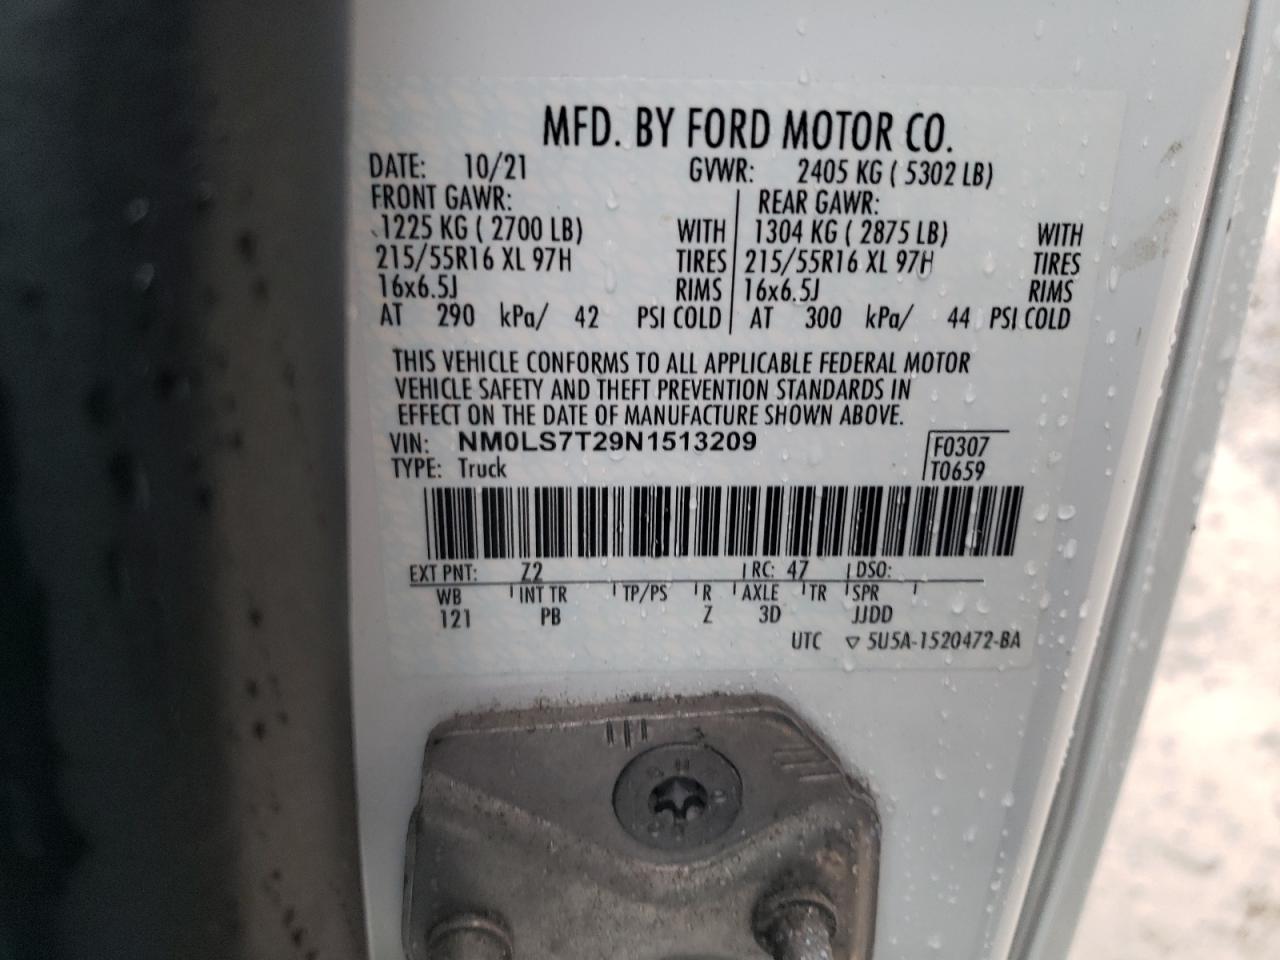 MFD. BY FORD MOTOR CO.
DATE: 10/21 GVWR: 2405 KG ( 5302 LB)
FRONT GAWR: REAR GAWR:
1225 KG ( 2700 LB) WITH 1304 KG ( 2875 LB) WITH
215/55R16 XL 97H TIRES 215/55R16 XL 97H TIRES
16x6.5J RIMS 16x6.5J RIMS
AT 290 kPa/ 42 PSI COLD AT 300 kPa/ 44 PSI COLD
THIS VEHICLE CONFORMS TO ALL APPLICABLE FEDERAL MOTOR
VEHICLE SAFETY AND THEFT PREVENTION STANDARDS IN
EFFECT ON THE DATE OF MANUFACTURE SHOWN ABOVE.
VIN: NM0LS7T29N1513209 F0307
TYPE: Truck T0659
EXT PNT: Z2 RC: 47 DSO:
WB INT TR TP/PS R AXLE TR SPR
121 PB Z 3D JJDD
UTC ▽ 5U5A-1520472-BA